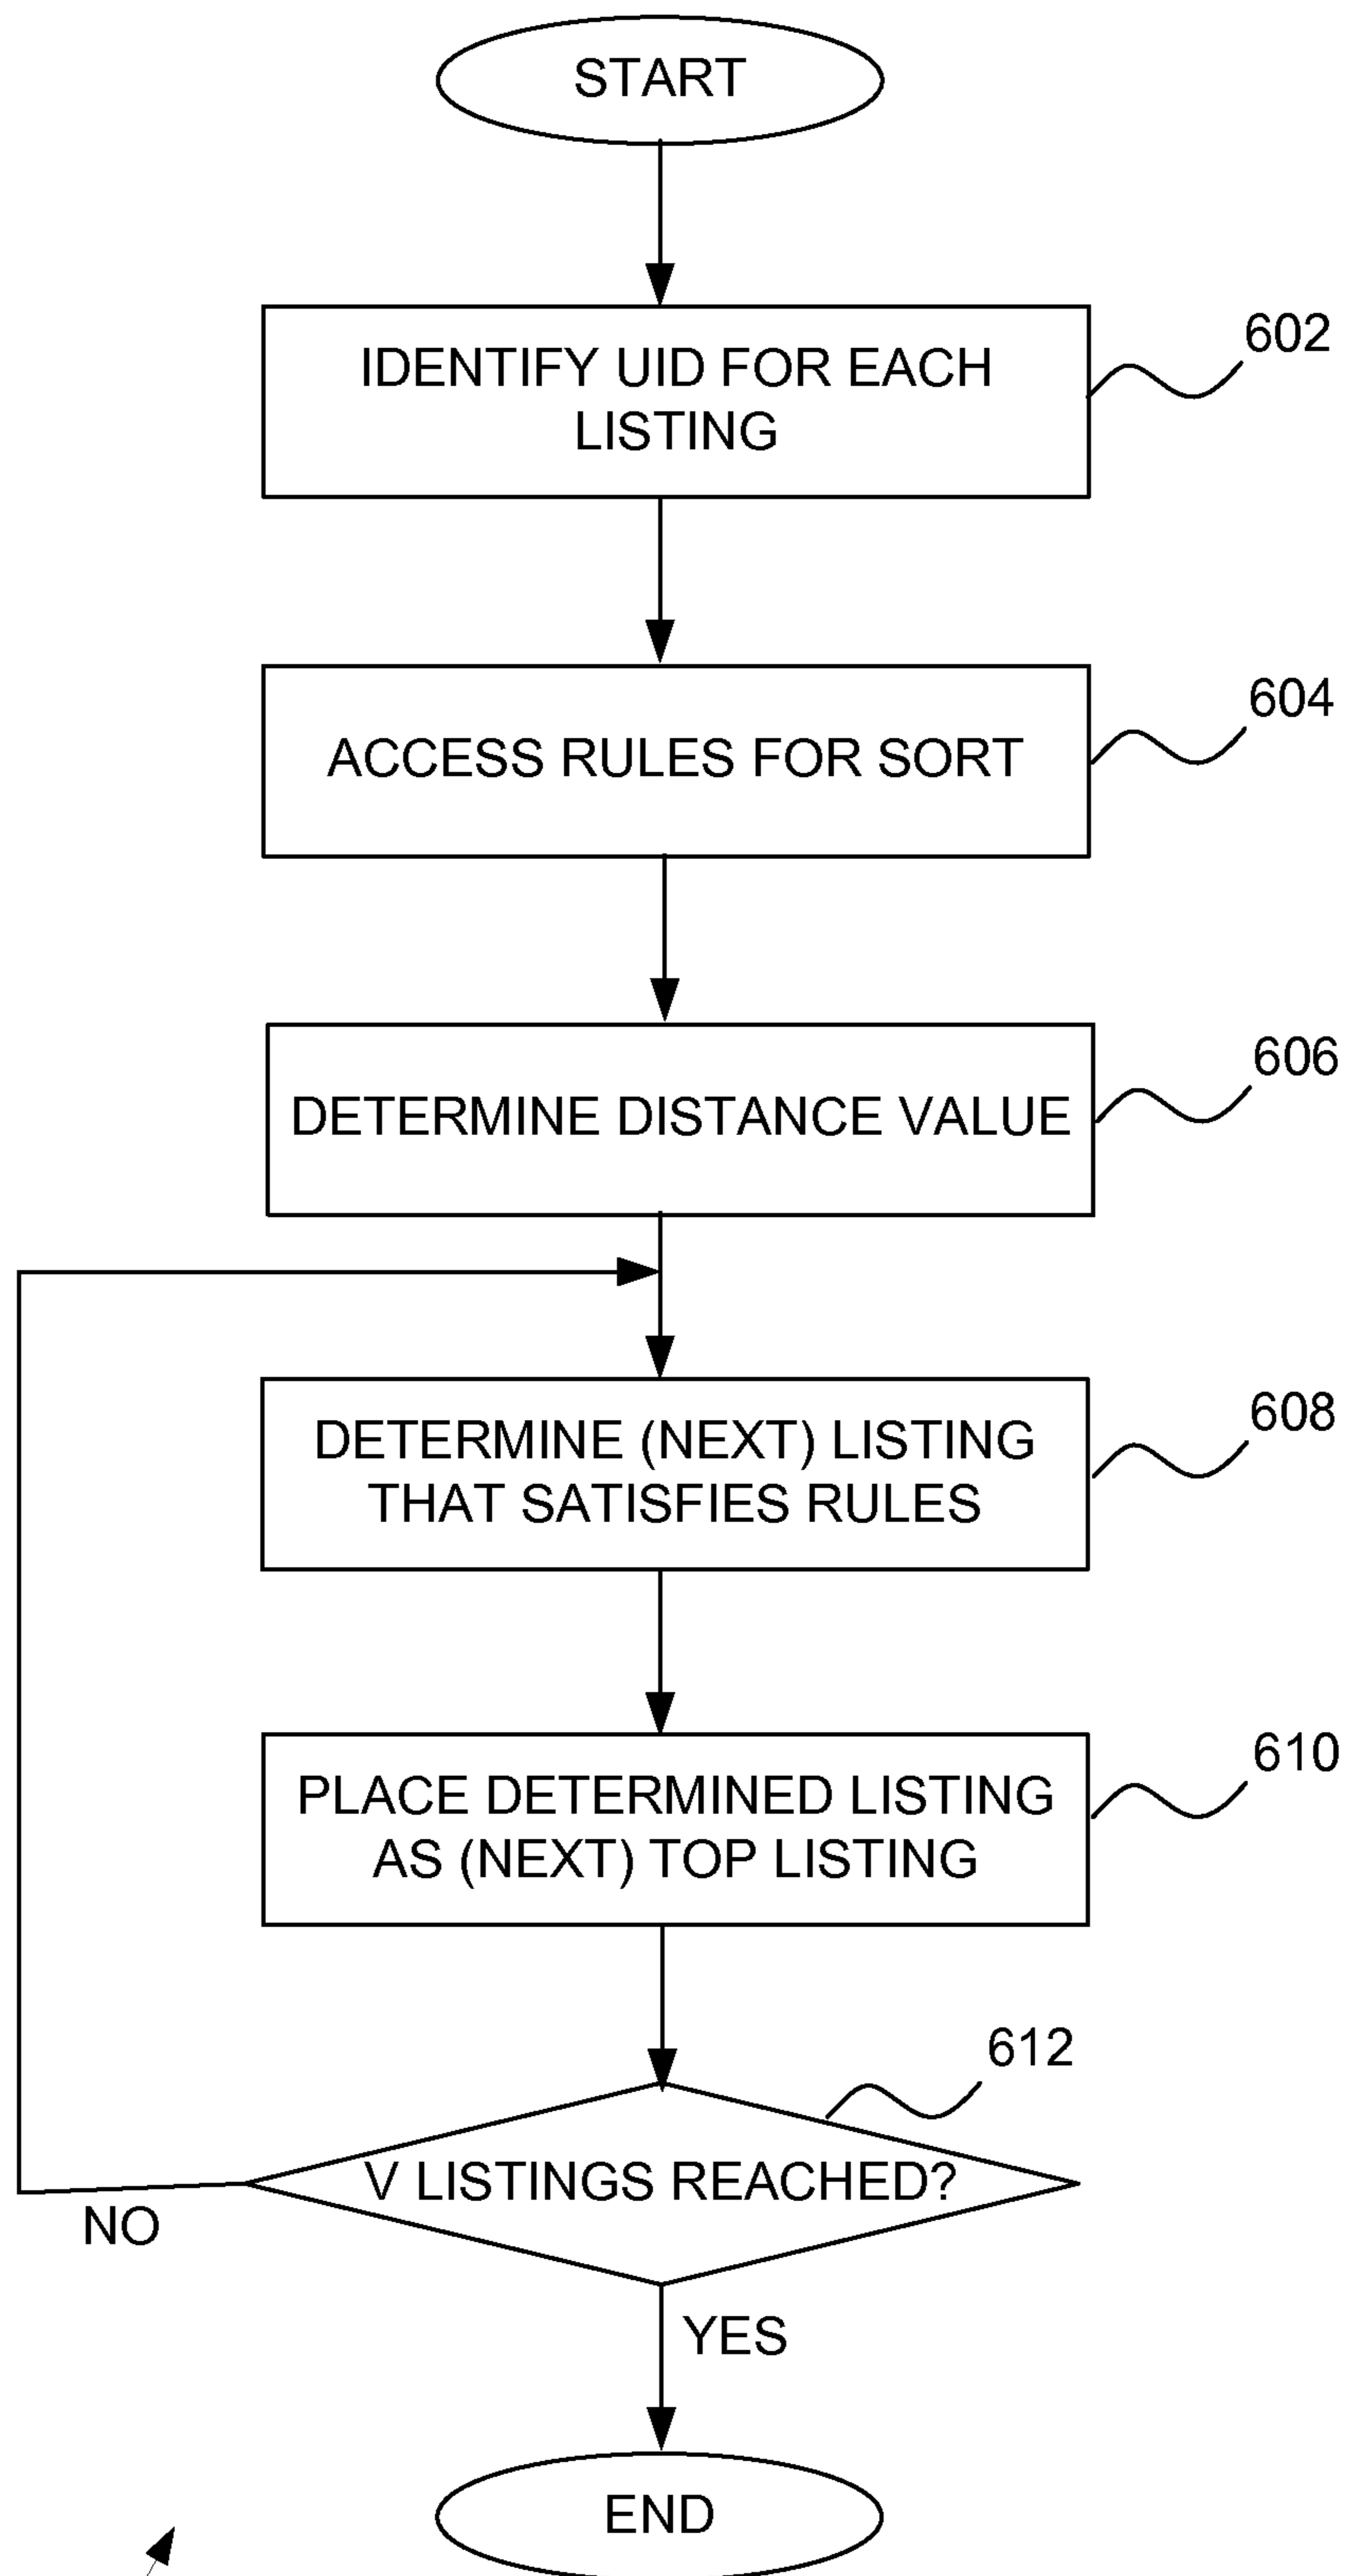 START
IDENTIFY UID FOR EACH
LISTING
602
ACCESS RULES FOR SORT
604
DETERMINE DISTANCE VALUE
606
DETERMINE (NEXT) LISTING
THAT SATISFIES RULES
608
PLACE DETERMINED LISTING
AS (NEXT) TOP LISTING
610
612
V LISTINGS REACHED?
NO
YES
END